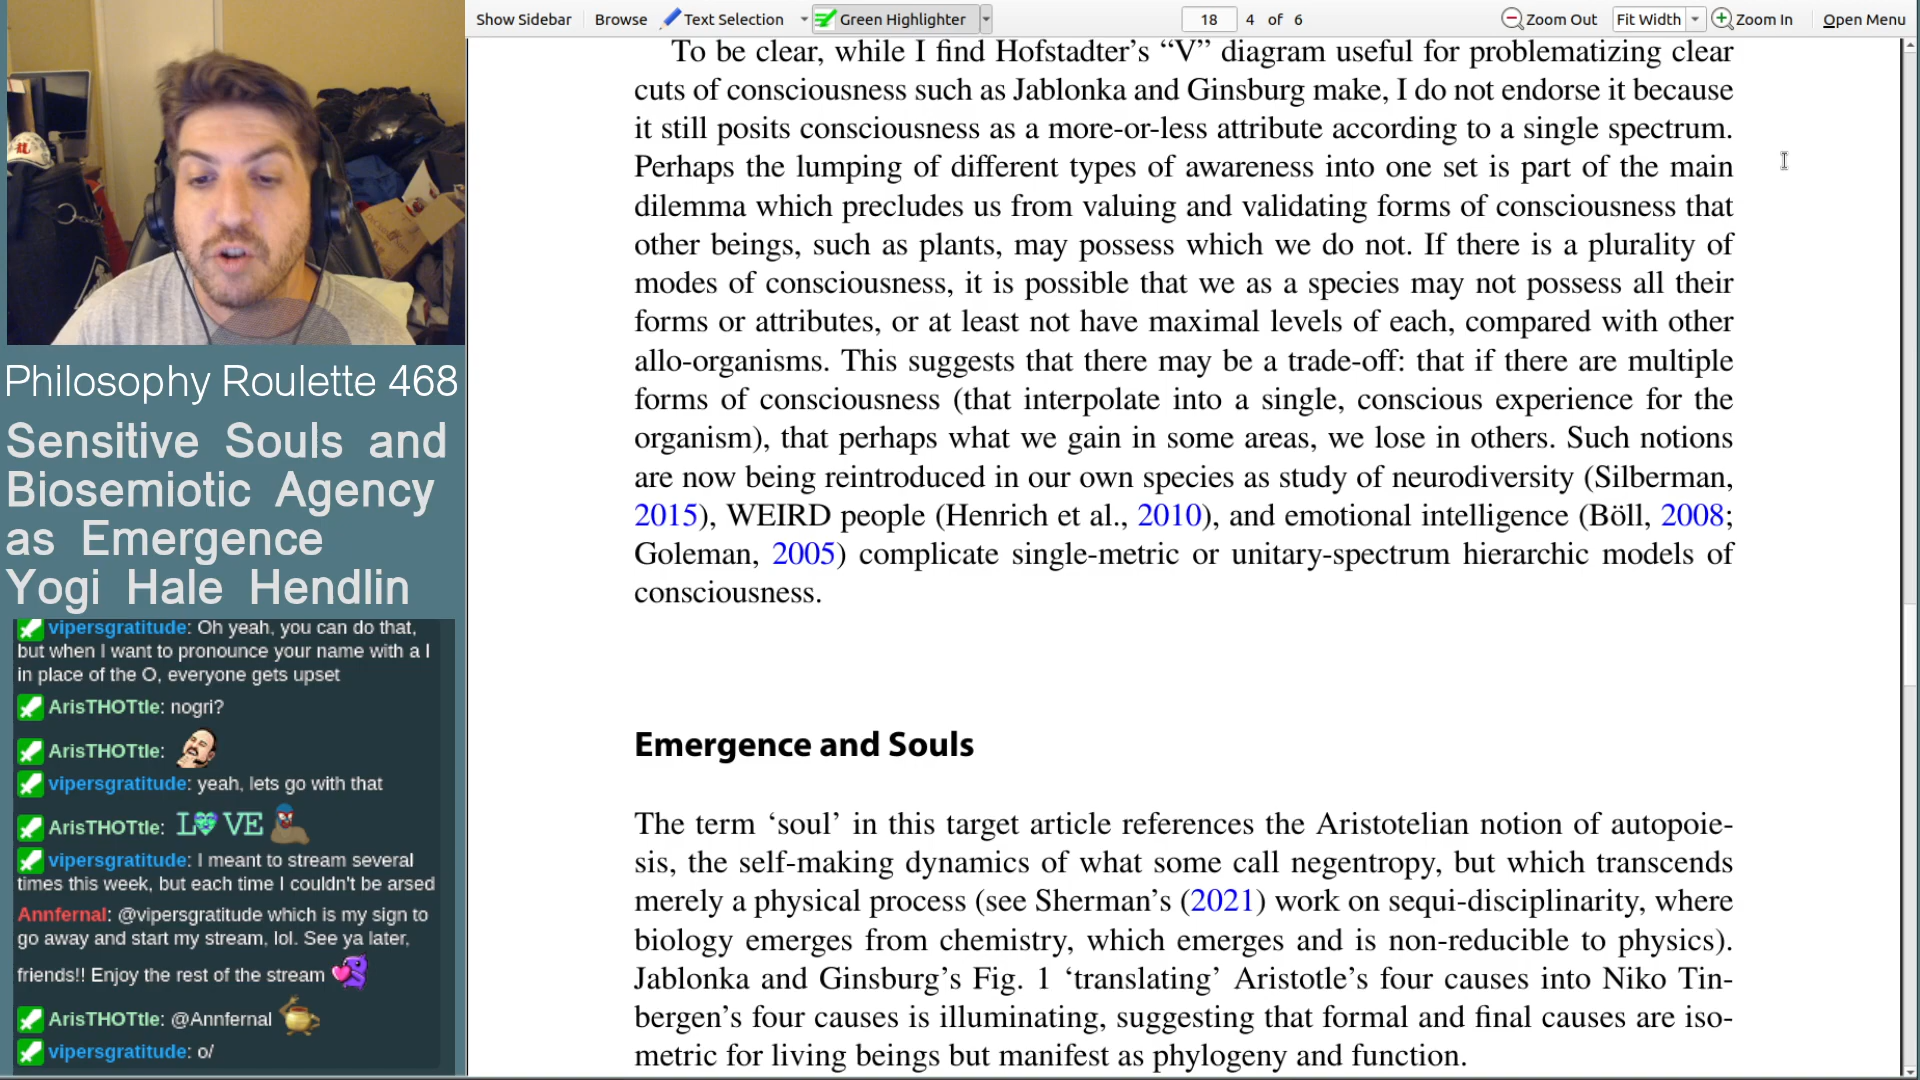 Show Sidebar Browse Text Selection Green Highlighter 18 4 of 6 Zoom Out Fit Width Zoom In Open Menu
To be clear, while I find Hofstadter's “V” diagram useful for problematizing clear
cuts of consciousness such as Jablonka and Ginsburg make, I do not endorse it because
it still posits consciousness as a more-or-less attribute according to a single spectrum.
Perhaps the lumping of different types of awareness into one set is part of the main
dilemma which precludes us from valuing and validating forms of consciousness that
other beings, such as plants, may possess which we do not. If there is a plurality of
modes of consciousness, it is possible that we as a species may not possess all their
forms or attributes, or at least not have maximal levels of each, compared with other
allo-organisms. This suggests that there may be a trade-off: that if there are multiple
forms of consciousness (that interpolate into a single, conscious experience for the
organism), that perhaps what we gain in some areas, we lose in others. Such notions
are now being reintroduced in our own species as study of neurodiversity (Silberman,
2015), WEIRD people (Henrich et al., 2010), and emotional intelligence (Böll, 2008;
Goleman, 2005) complicate single-metric or unitary-spectrum hierarchic models of
consciousness.
Emergence and Souls
The term ‘soul’ in this target article references the Aristotelian notion of autopoie-
sis, the self-making dynamics of what some call negentropy, but which transcends
merely a physical process (see Sherman's (2021) work on sequi-disciplinarity, where
biology emerges from chemistry, which emerges and is non-reducible to physics).
Jablonka and Ginsburg's Fig. 1 ‘translating’ Aristotle's four causes into Niko Tin-
bergen's four causes is illuminating, suggesting that formal and final causes are iso-
metric for living beings but manifest as phylogeny and function.
Philosophy Roulette 468
Sensitive Souls and
Biosemiotic Agency
as Emergence
Yogi Hale Hendlin
vipersgratitude: Oh yeah, you can do that,
but when I want to pronounce your name with a I
in place of the O, everyone gets upset
ArisTHOTtle: nogri?
ArisTHOTtle:
vipersgratitude: yeah, lets go with that
ArisTHOTtle: LOVE
vipersgratitude: I meant to stream several
times this week, but each time I couldn't be arsed
Annfernal: @vipersgratitude which is my sign to
go away and start my stream, lol. See ya later,
friends!! Enjoy the rest of the stream
ArisTHOTtle: @Annfernal
vipersgratitude: o/